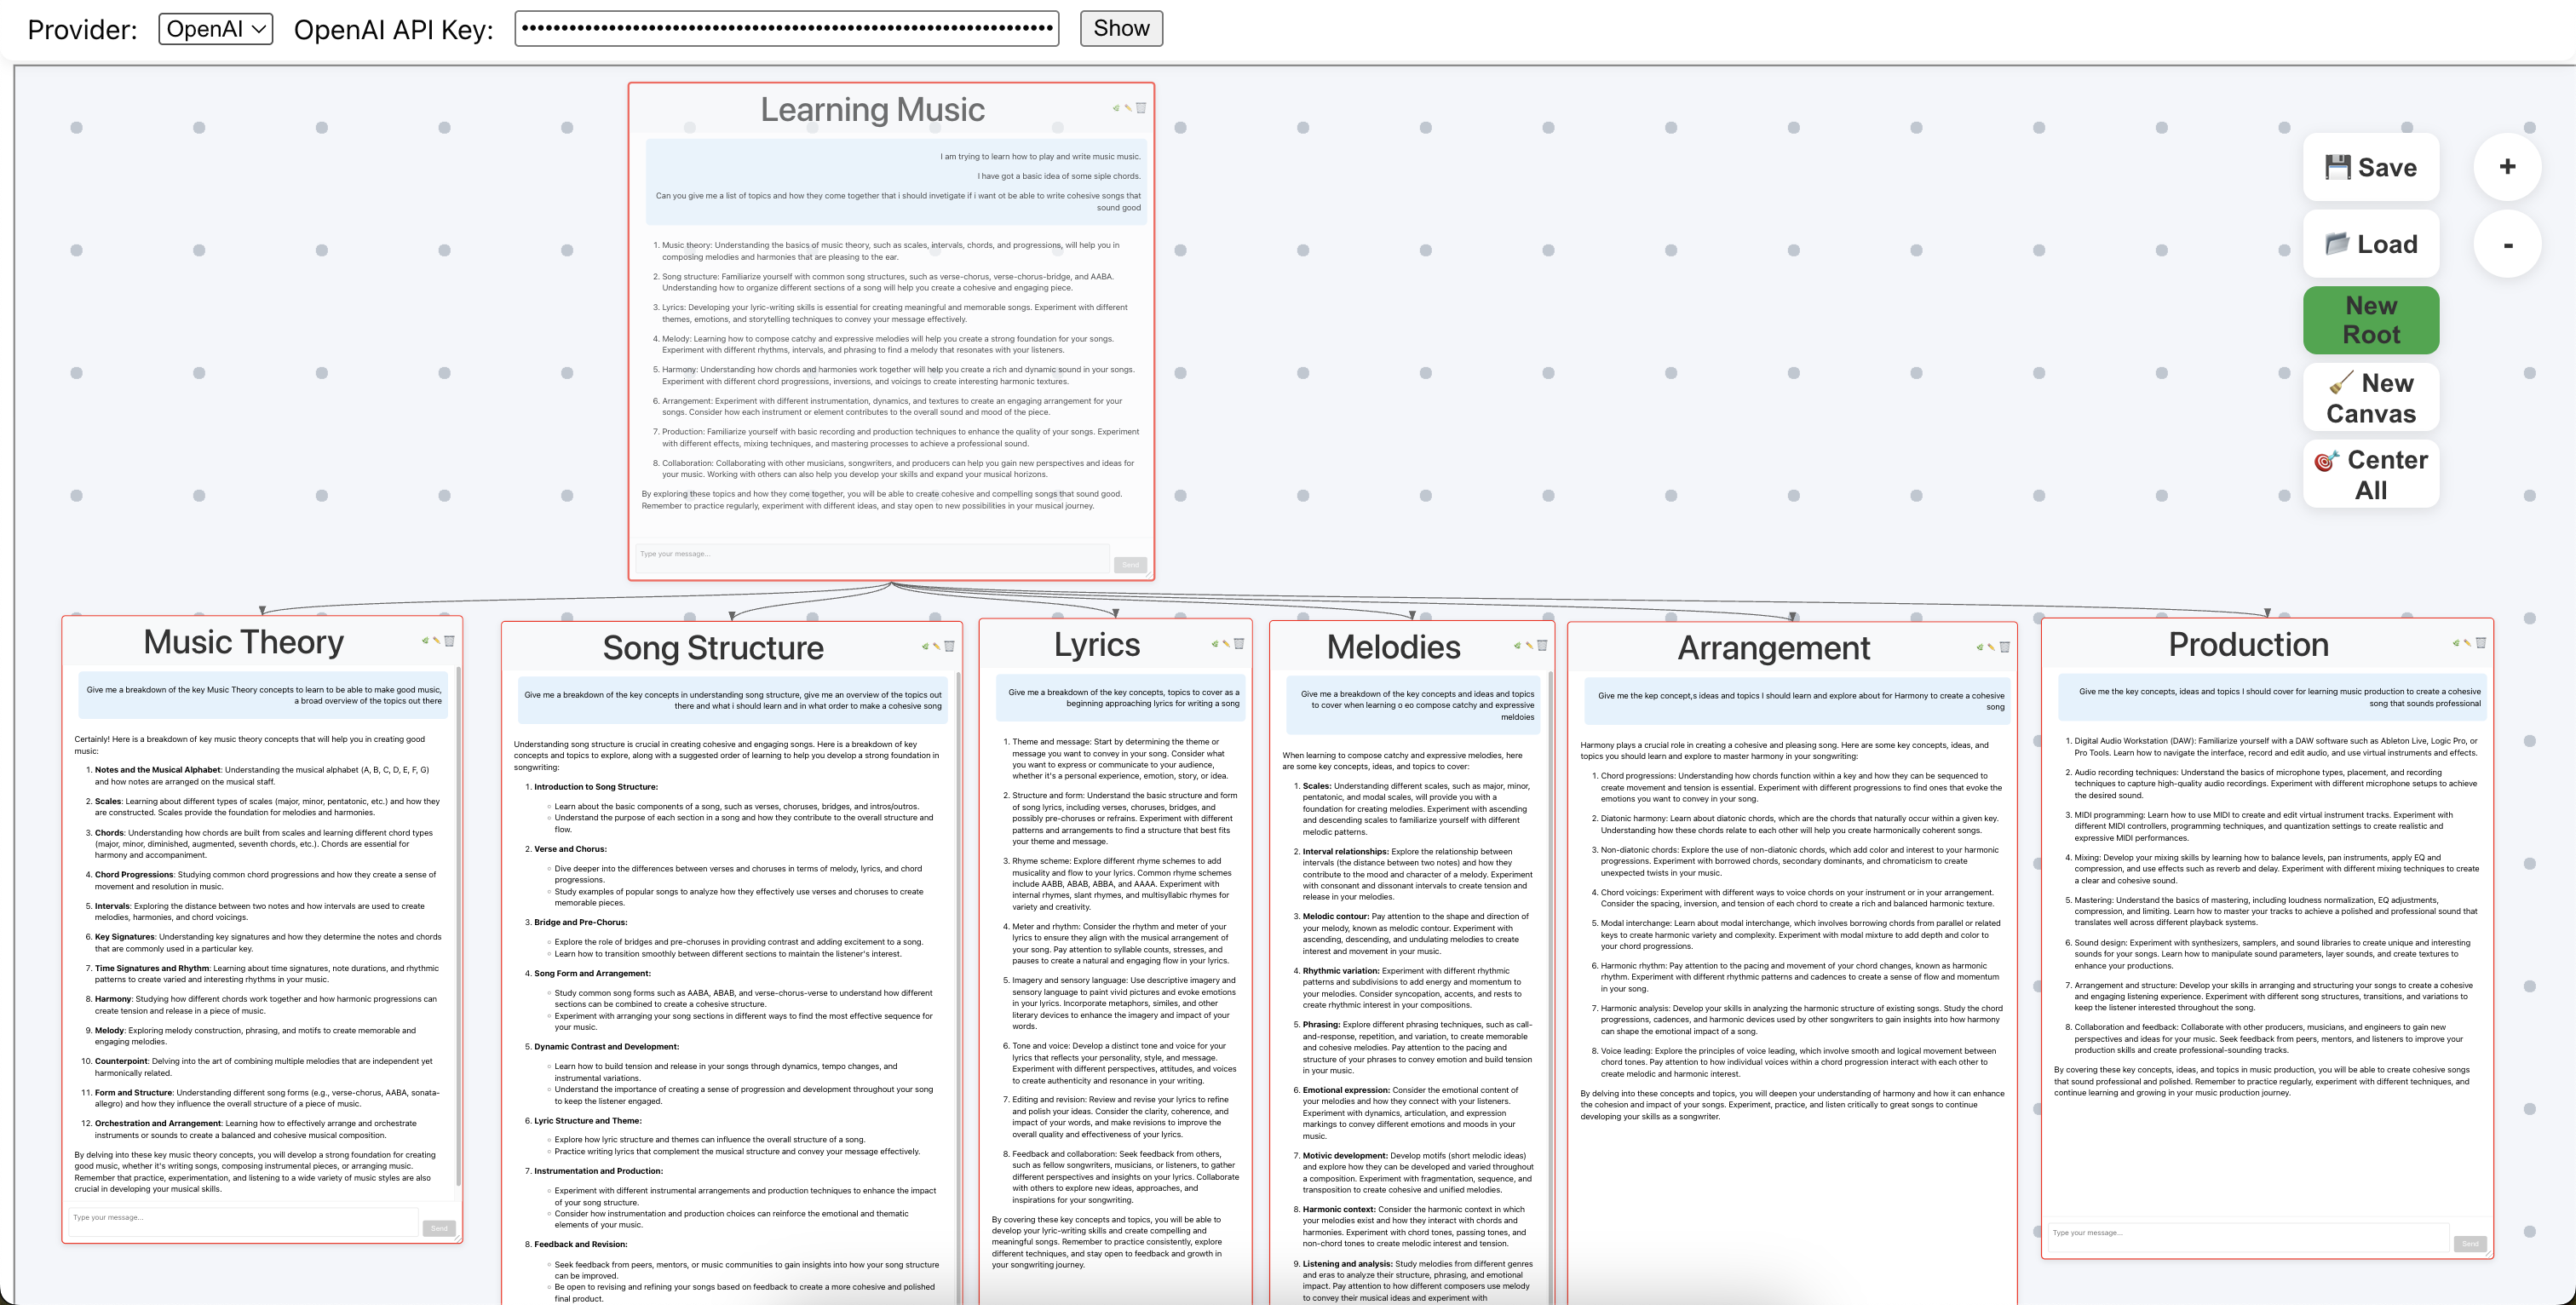 Provider: OpenAI OpenAI API Key: Show
Learning Music
I am trying to learn how to play and write music music.
I have got a basic idea of some siple chords.
Can you give me a list of topics and how they come together that i should invetigate if i want ot be able to write cohesive songs that
sound good
1. Music theory: Understanding the basics of music theory, such as scales, intervals, chords, and progressions, will help you in
composing melodies and harmonies that are pleasing to the ear.
2. Song structure: Familiarize yourself with common song structures, such as verse-chorus, verse-chorus-bridge, and AABA.
Understanding how to organize different sections of a song will help you create a cohesive and engaging piece.
3. Lyrics: Developing your lyric-writing skills is essential for creating meaningful and memorable songs. Experiment with different
themes, emotions, and storytelling techniques to convey your message effectively.
4. Melody: Learning how to compose catchy and expressive melodies will help you create a strong foundation for your songs.
Experiment with different rhythms, intervals, and phrasing to find a melody that resonates with your listeners.
5. Harmony: Understanding how chords and harmonies work together will help you create a rich and dynamic sound in your songs.
Experiment with different chord progressions, inversions, and voicings to create interesting harmonic textures.
6. Arrangement: Experiment with different instrumentation, dynamics, and textures to create an engaging arrangement for your
songs. Consider how each instrument or element contributes to the overall sound and mood of the piece.
7. Production: Familiarize yourself with basic recording and production techniques to enhance the quality of your songs. Experiment
with different effects, mixing techniques, and mastering processes to achieve a professional sound.
8. Collaboration: Collaborating with other musicians, songwriters, and producers can help you gain new perspectives and ideas for
your music. Working with others can also help you develop your skills and expand your musical horizons.
By exploring these topics and how they come together, you will be able to create cohesive and compelling songs that sound good.
Remember to practice regularly, experiment with different ideas, and stay open to new possibilities in your musical journey.
Type your message...
Send
Save
+
Load
-
New
Root
New
Canvas
Center
All
Music Theory
Give me a breakdown of the key Music Theory concepts to learn to be able to make good music,
a broad overview of the topics out there
Certainly! Here is a breakdown of key music theory concepts that will help you in creating good
music:
1. Notes and the Musical Alphabet: Understanding the musical alphabet (A, B, C, D, E, F, G)
and how notes are arranged on the musical staff.
2. Scales: Learning about different types of scales (major, minor, pentatonic, etc.) and how they
are constructed. Scales provide the foundation for melodies and harmonies.
3. Chords: Understanding how chords are built from scales and learning different chord types
(major, minor, diminished, augmented, seventh chords, etc.). Chords are essential for
harmony and accompaniment.
4. Chord Progressions: Studying common chord progressions and how they create a sense of
movement and resolution in music.
5. Intervals: Exploring the distance between two notes and how intervals are used to create
melodies, harmonies, and chord voicings.
6. Key Signatures: Understanding key signatures and how they determine the notes and chords
that are commonly used in a particular key.
7. Time Signatures and Rhythm: Learning about time signatures, note durations, and rhythmic
patterns to create varied and interesting rhythms in your music.
8. Harmony: Studying how different chords work together and how harmonic progressions can
create tension and release in a piece of music.
9. Melody: Exploring melody construction, phrasing, and motifs to create memorable and
engaging melodies.
10. Counterpoint: Delving into the art of combining multiple melodies that are independent yet
harmonically related.
11. Form and Structure: Understanding different song forms (e.g., verse-chorus, AABA, sonata-
allegro) and how they influence the overall structure of a piece of music.
12. Orchestration and Arrangement: Learning how to effectively arrange and orchestrate
instruments or sounds to create a balanced and cohesive musical composition.
By delving into these key music theory concepts, you will develop a strong foundation for creating
good music, whether it's writing songs, composing instrumental pieces, or arranging music.
Remember that practice, experimentation, and listening to a wide variety of music styles are also
crucial in developing your musical skills.
Type your message...
Send
Song Structure
Give me a breakdown of the key concepts in understanding song structure, give me an overview of the topics out
there and what i should learn and in what order to make a cohesive song
Understanding song structure is crucial in creating cohesive and engaging songs. Here is a breakdown of key
concepts and topics to explore, along with a suggested order of learning to help you develop a strong foundation in
songwriting:
1. Introduction to Song Structure:
Learn about the basic components of a song, such as verses, choruses, bridges, and intros/outros.
Understand the purpose of each section in a song and how they contribute to the overall structure and
flow.
2. Verse and Chorus:
Dive deeper into the differences between verses and choruses in terms of melody, lyrics, and chord
progressions.
Study examples of popular songs to analyze how they effectively use verses and choruses to create
memorable pieces.
3. Bridge and Pre-Chorus:
Explore the role of bridges and pre-choruses in providing contrast and adding excitement to a song.
Learn how to transition smoothly between different sections to maintain the listener's interest.
4. Song Form and Arrangement:
Study common song forms such as AABA, ABAB, and verse-chorus-verse to understand how different
sections can be combined to create a cohesive structure.
Experiment with arranging your song sections in different ways to find the most effective sequence for
your music.
5. Dynamic Contrast and Development:
Learn how to build tension and release in your songs through dynamics, tempo changes, and
instrumental variations.
Understand the importance of creating a sense of progression and development throughout your song
to keep the listener engaged.
6. Lyric Structure and Theme:
Explore how lyric structure and themes can influence the overall structure of a song.
Practice writing lyrics that complement the musical structure and convey your message effectively.
7. Instrumentation and Production:
Experiment with different instrumental arrangements and production techniques to enhance the impact
of your song structure.
Consider how instrumentation and production choices can reinforce the emotional and thematic
elements of your music.
8. Feedback and Revision:
Seek feedback from peers, mentors, or music communities to gain insights into how your song structure
can be improved.
Be open to revising and refining your songs based on feedback to create a more cohesive and polished
final product.
Lyrics
Give me a breakdown of the key concepts, topics to cover as a
beginning approaching lyrics for writing a song
1. Theme and message: Start by determining the theme or
message you want to convey in your song. Consider what
you want to express or communicate to your audience,
whether it's a personal experience, emotion, story, or idea.
2. Structure and form: Understand the basic structure and form
of song lyrics, including verses, choruses, bridges, and
possibly pre-choruses or refrains. Experiment with different
patterns and arrangements to find a structure that best fits
your theme and message.
3. Rhyme scheme: Explore different rhyme schemes to add
musicality and flow to your lyrics. Common rhyme schemes
include AABB, ABAB, ABBA, and AAAA. Experiment with
internal rhymes, slant rhymes, and multisyllabic rhymes for
variety and creativity.
4. Meter and rhythm: Consider the rhythm and meter of your
lyrics to ensure they align with the musical arrangement of
your song. Pay attention to syllable counts, stresses, and
pauses to create a natural and engaging flow in your lyrics.
5. Imagery and sensory language: Use descriptive imagery and
sensory language to paint vivid pictures and evoke emotions
in your lyrics. Incorporate metaphors, similes, and other
literary devices to enhance the imagery and impact of your
words.
6. Tone and voice: Develop a distinct tone and voice for your
lyrics that reflects your personality, style, and message.
Experiment with different perspectives, attitudes, and voices
to create authenticity and resonance in your writing.
7. Editing and revision: Review and revise your lyrics to refine
and polish your ideas. Consider the clarity, coherence, and
impact of your words, and make revisions to improve the
overall quality and effectiveness of your lyrics.
8. Feedback and collaboration: Seek feedback from others,
such as fellow songwriters, musicians, or listeners, to gather
different perspectives and insights on your lyrics. Collaborate
with others to explore new ideas, approaches, and
inspirations for your songwriting.
By covering these key concepts and topics, you will be able to
develop your lyric-writing skills and create compelling and
meaningful songs. Remember to practice consistently, explore
different techniques, and stay open to feedback and growth in
your songwriting journey.
Melodies
Give me a breakdown of the key concepts and ideas and topics
to cover when learning o eo compose catchy and expressive
meldoies
When learning to compose catchy and expressive melodies, here
are some key concepts, ideas, and topics to cover:
1. Scales: Understanding different scales, such as major, minor,
pentatonic, and modal scales, will provide you with a
foundation for creating melodies. Experiment with ascending
and descending scales to familiarize yourself with different
melodic patterns.
2. Interval relationships: Explore the relationship between
intervals (the distance between two notes) and how they
contribute to the mood and character of a melody. Experiment
with consonant and dissonant intervals to create tension and
release in your melodies.
3. Melodic contour: Pay attention to the shape and direction of
your melody, known as melodic contour. Experiment with
ascending, descending, and undulating melodies to create
interest and movement in your music.
4. Rhythmic variation: Experiment with different rhythmic
patterns and subdivisions to add energy and momentum to
your melodies. Consider syncopation, accents, and rests to
create rhythmic interest in your compositions.
5. Phrasing: Explore different phrasing techniques, such as call-
and-response, repetition, and variation, to create memorable
and cohesive melodies. Pay attention to the pacing and
structure of your phrases to convey emotion and build tension
in your music.
6. Emotional expression: Consider the emotional content of
your melodies and how they connect with your listeners.
Experiment with dynamics, articulation, and expression
markings to convey different emotions and moods in your
music.
7. Motivic development: Develop motifs (short melodic ideas)
and explore how they can be developed and varied throughout
a composition. Experiment with fragmentation, sequence, and
transposition to create cohesive and unified melodies.
8. Harmonic context: Consider the harmonic context in which
your melodies exist and how they interact with chords and
harmonies. Experiment with chord tones, passing tones, and
non-chord tones to create melodic interest and tension.
9. Listening and analysis: Study melodies from different genres
and eras to analyze their structure, phrasing, and emotional
impact. Pay attention to how different composers use melody
to convey their musical ideas and experiment with
Arrangement
Give me the kep concept,s ideas and topics I should learn and explore about for Harmony to create a cohesive
song
Harmony plays a crucial role in creating a cohesive and pleasing song. Here are some key concepts, ideas, and
topics you should learn and explore to master harmony in your songwriting:
1. Chord progressions: Understanding how chords function within a key and how they can be sequenced to
create movement and tension is essential. Experiment with different progressions to find ones that evoke the
emotions you want to convey in your song.
2. Diatonic harmony: Learn about diatonic chords, which are the chords that naturally occur within a given key.
Understanding how these chords relate to each other will help you create harmonically coherent songs.
3. Non-diatonic chords: Explore the use of non-diatonic chords, which add color and interest to your harmonic
progressions. Experiment with borrowed chords, secondary dominants, and chromaticism to create
unexpected twists in your music.
4. Chord voicings: Experiment with different ways to voice chords on your instrument or in your arrangement.
Consider the spacing, inversion, and tension of each chord to create a rich and balanced harmonic texture.
5. Modal interchange: Learn about modal interchange, which involves borrowing chords from parallel or related
keys to create harmonic variety and complexity. Experiment with modal mixture to add depth and color to
your chord progressions.
6. Harmonic rhythm: Pay attention to the pacing and movement of your chord changes, known as harmonic
rhythm. Experiment with different rhythmic patterns and cadences to create a sense of flow and momentum
in your song.
7. Harmonic analysis: Develop your skills in analyzing the harmonic structure of existing songs. Study the chord
progressions, cadences, and harmonic devices used by other songwriters to gain insights into how harmony
can shape the emotional impact of a song.
8. Voice leading: Explore the principles of voice leading, which involve smooth and logical movement between
chord tones. Pay attention to how individual voices within a chord progression interact with each other to
create melodic and harmonic interest.
By delving into these key concepts and topics, you will deepen your understanding of harmony and how it can enhance
the cohesion and impact of your songs. Experiment, practice, and listen critically to great songs to continue
developing your skills as a songwriter.
Production
Give me the key concepts, ideas and topics I should cover for learning music production to create a cohesive
song that sounds professional
1. Digital Audio Workstation (DAW): Familiarize yourself with a DAW software such as Ableton Live, Logic Pro, or
Pro Tools. Learn how to navigate the interface, record and edit audio, and use virtual instruments and effects.
2. Audio recording techniques: Understand the basics of microphone types, placement, and recording
techniques to capture high-quality audio recordings. Experiment with different microphone setups to achieve
the desired sound.
3. MIDI programming: Learn how to use MIDI to create and edit virtual instrument tracks. Experiment with
different MIDI controllers, programming techniques, and quantization settings to create realistic and
expressive MIDI performances.
4. Mixing: Develop your mixing skills by learning how to balance levels, pan instruments, apply EQ and
compression, and use effects such as reverb and delay. Experiment with different mixing techniques to create
a clear and cohesive sound.
5. Mastering: Understand the basics of mastering, including loudness normalization, EQ adjustments,
compression, and limiting. Learn how to master your tracks to achieve a polished and professional sound that
translates well across different playback systems.
6. Sound design: Experiment with synthesizers, samplers, and sound libraries to create unique and interesting
sounds for your songs. Learn how to manipulate sound parameters, layer sounds, and create textures to
enhance your productions.
7. Arrangement and structure: Develop your skills in arranging and structuring your songs to create a cohesive
and engaging listening experience. Experiment with different song structures, transitions, and variations to
keep the listener interested throughout the song.
8. Collaboration and feedback: Collaborate with other producers, musicians, and engineers to gain new
perspectives and ideas for your music. Seek feedback from peers, mentors, and listeners to improve your
production skills and create professional-sounding tracks.
By covering these key concepts, ideas, and topics in music production, you will be able to create cohesive songs
that sound professional and polished. Remember to practice regularly, experiment with different techniques, and
continue learning and growing in your music production journey.
Type your message...
Send